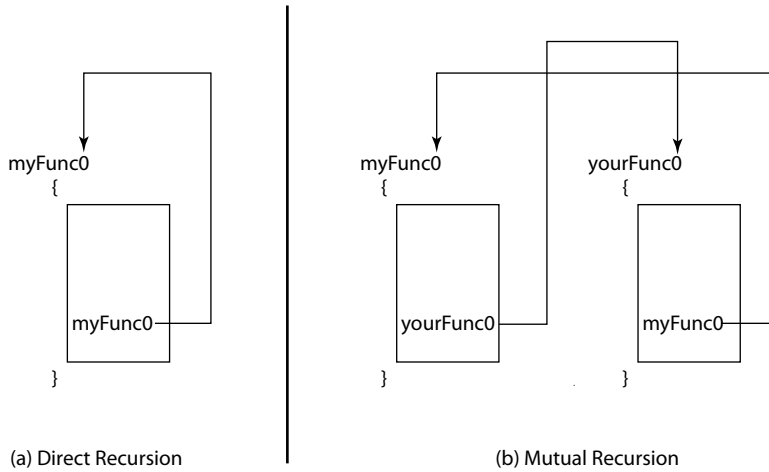 myFunc0
{
myFunc0
}
(a) Direct Recursion
myFunc0
{
yourFunc0
}
yourFunc0
{
myFunc0
}
(b) Mutual Recursion